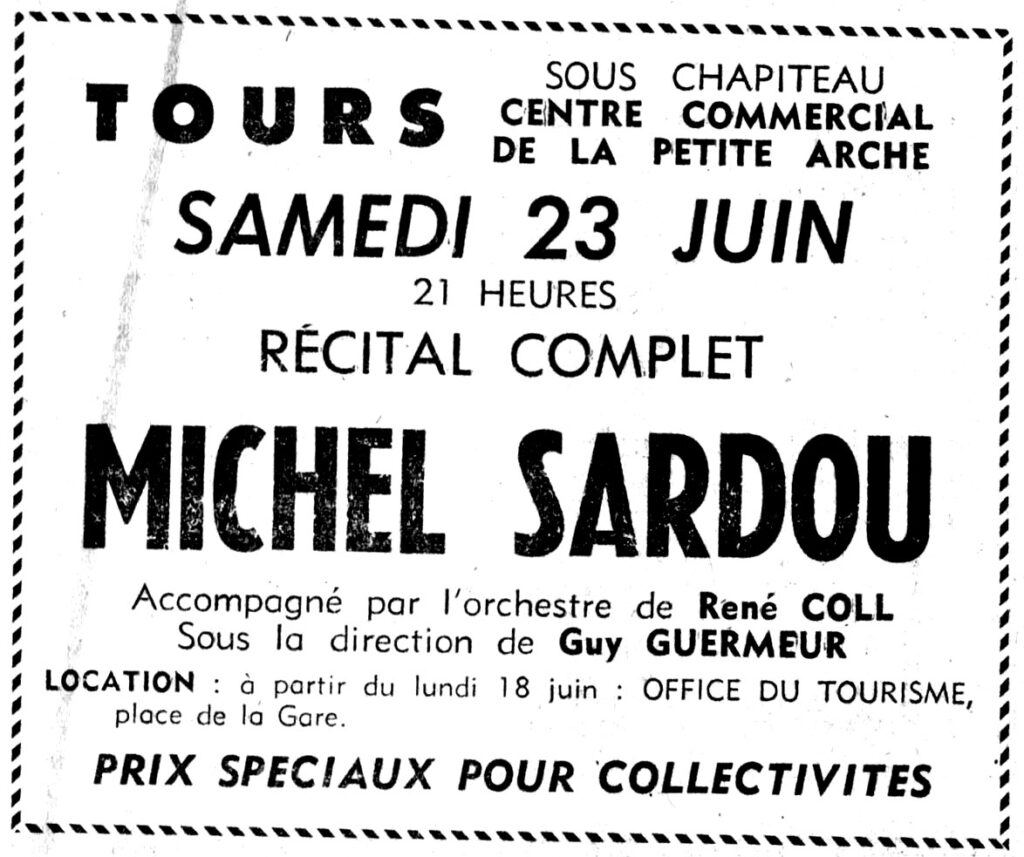 TOURS
SOUS CHAPITEAU
CENTRE COMMERCIAL
DE LA PETITE ARCHE
SAMEDI 23 JUIN
21 HEURES
RÉCITAL COMPLET
MICHEL SARDOU
Accompagné par l'orchestre de René COLL
Sous la direction de Guy GUERMEUR
LOCATION : à partir du lundi 18 juin : OFFICE DU TOURISME,
place de la Gare.
PRIX SPECIAUX POUR COLLECTIVITES